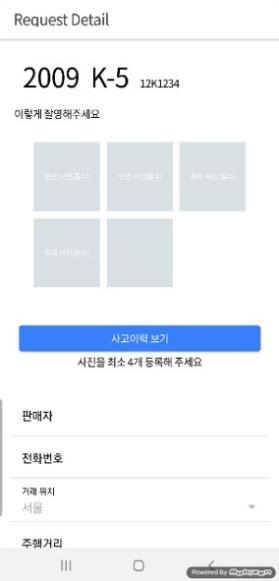 Request Detail
2009 K-5 12K1234
이렇게 촬영해주세요
정면 사진(필수) 후면 사진(필수) 좌측 사진(필수)
우측 사진(필수)
사고이력 보기
사진을 최소 4개 등록해 주세요
판매자
전화번호
거래 위치
서울
주행거리
Powered by